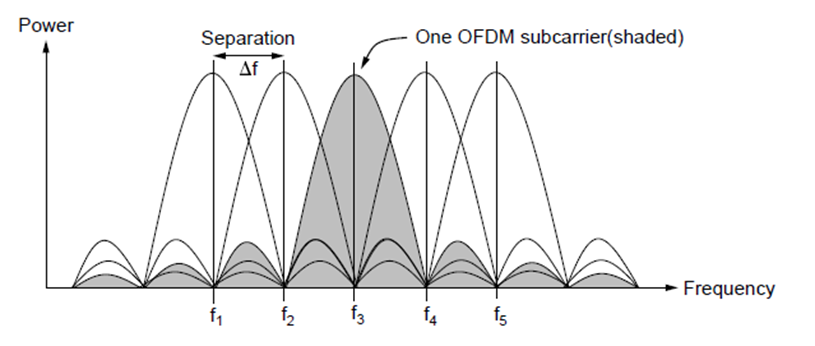 Power
Separation
Δf
One OFDM subcarrier(shaded)
f₁
f₂
f₃
f₄
f₅
Frequency